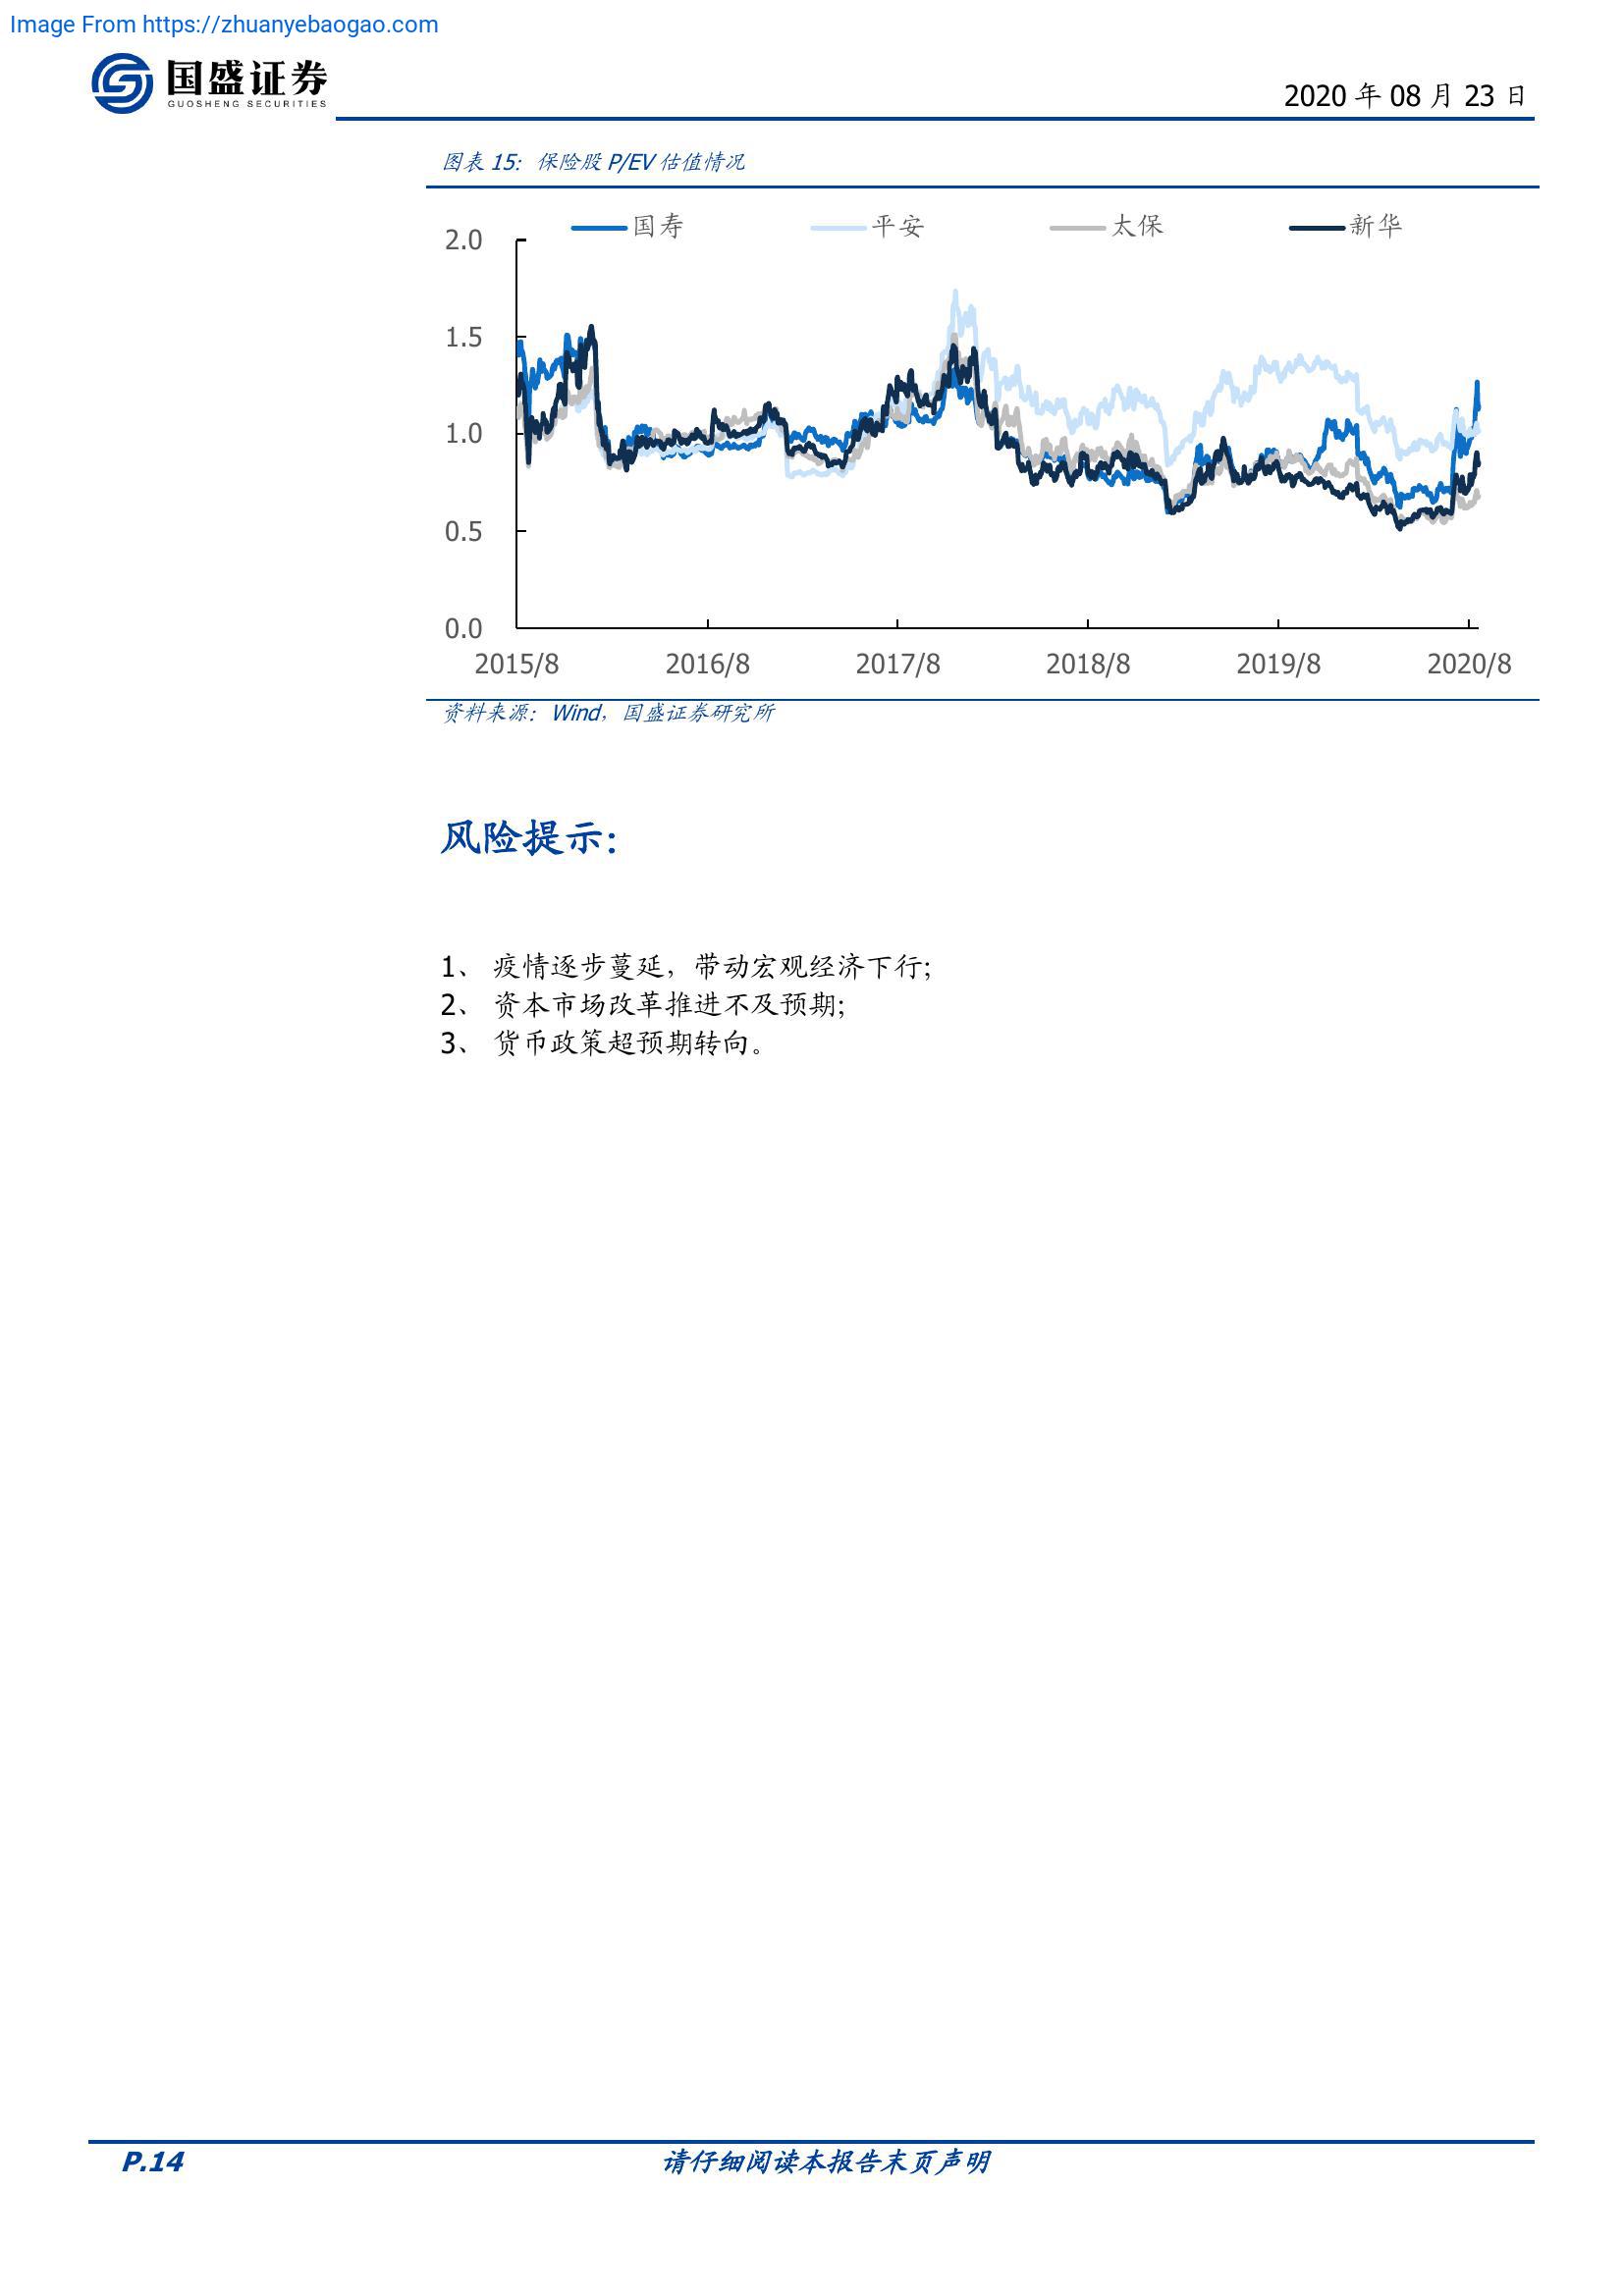 Image From https://zhuanyebaogao.com
国盛证券
GUOSHENG SECURITIES
2020 年 08 月 23 日
图表 15：保险股 P/EV 估值情况
国寿 平安 太保 新华
2.0
1.5
1.0
0.5
0.0
2015/8 2016/8 2017/8 2018/8 2019/8 2020/8
资料来源：Wind，国盛证券研究所
风险提示：
1、 疫情逐步蔓延，带动宏观经济下行；
2、 资本市场改革推进不及预期；
3、 货币政策超预期转向。
P.14 请仔细阅读本报告末页声明